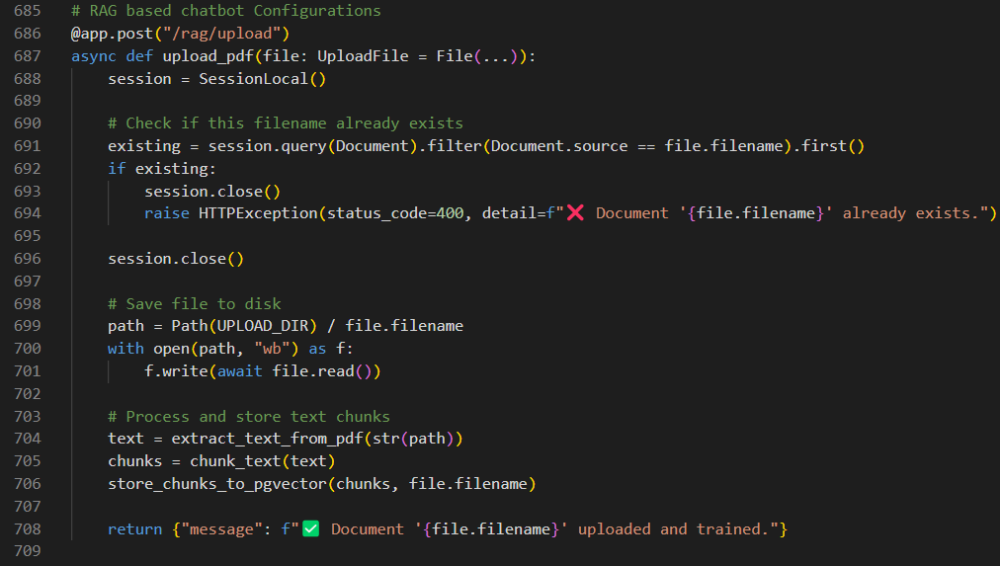 685 # RAG based chatbot Configurations
686 @app.post("/rag/upload")
687 async def upload_pdf(file: UploadFile = File(...)):
688     session = SessionLocal()
689
690     # Check if this filename already exists
691     existing = session.query(Document).filter(Document.source == file.filename).first()
692     if existing:
693         session.close()
694         raise HTTPException(status_code=400, detail=f"❌ Document '{file.filename}' already exists.")
695
696     session.close()
697
698     # Save file to disk
699     path = Path(UPLOAD_DIR) / file.filename
700     with open(path, "wb") as f:
701         f.write(await file.read())
702
703     # Process and store text chunks
704     text = extract_text_from_pdf(str(path))
705     chunks = chunk_text(text)
706     store_chunks_to_pgvector(chunks, file.filename)
707
708     return {"message": f"✅ Document '{file.filename}' uploaded and trained."}
709